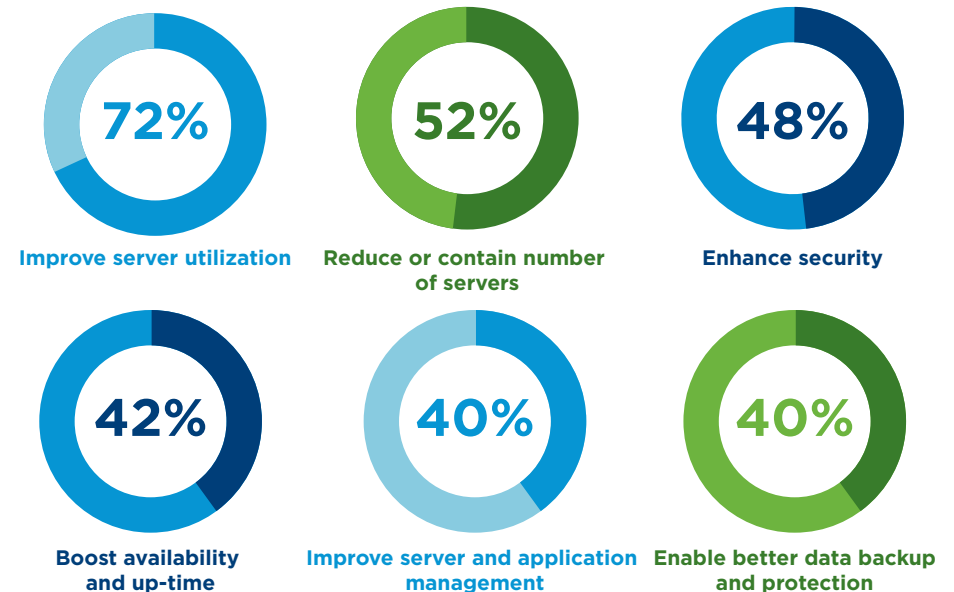 72%
52%
48%
Improve server utilization
Reduce or contain number
of servers
Enhance security
42%
40%
40%
Boost availability
and up-time
Improve server and application
management
Enable better data backup
and protection